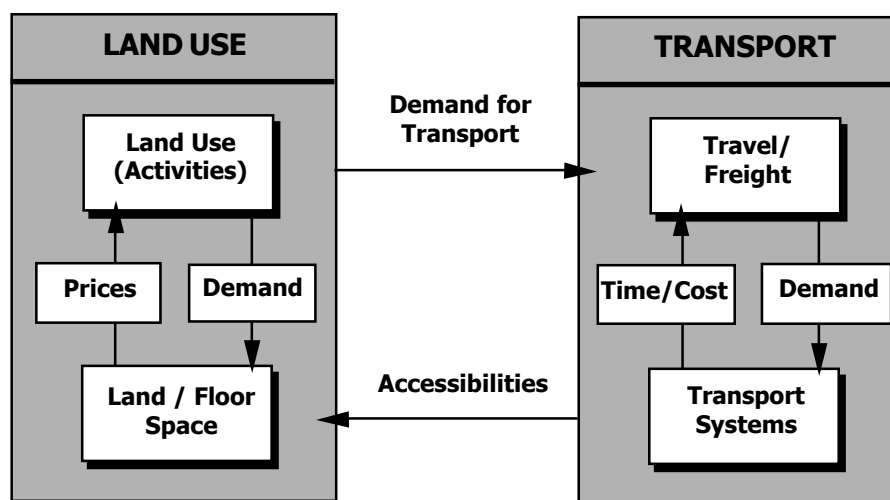 LAND USE
Land Use
(Activities)
Prices
Demand
Land / Floor
Space
Demand for
Transport
Accessibilities
TRANSPORT
Travel/
Freight
Time/Cost
Demand
Transport
Systems